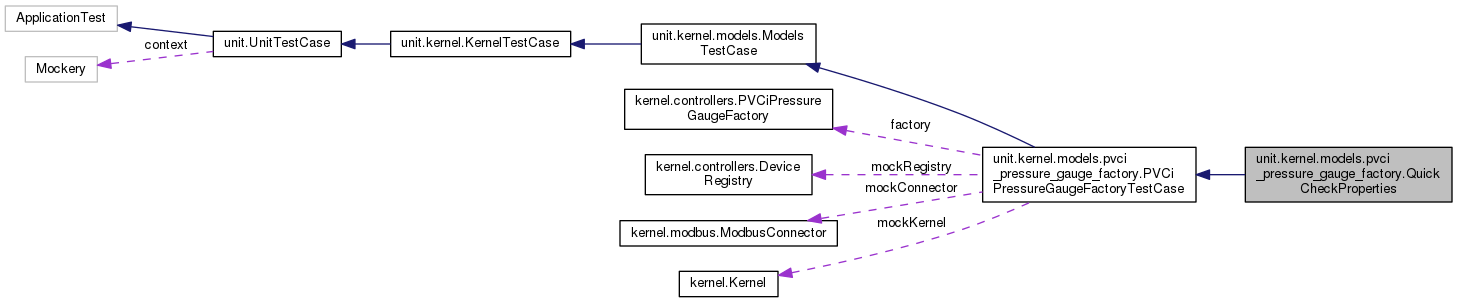 ApplicationTest
context
Mockery
unit.UnitTestCase
unit.kernel.KernelTestCase
unit.kernel.models.Models
TestCase
kernel.controllers.PVCiPressure
GaugeFactory
factory
kernel.controllers.Device
Registry
mockRegistry
mockConnector
kernel.modbus.ModbusConnector
mockKernel
kernel.Kernel
unit.kernel.models.pvci
_pressure_gauge_factory.PVCi
PressureGaugeFactoryTestCase
unit.kernel.models.pvci
_pressure_gauge_factory.Quick
CheckProperties